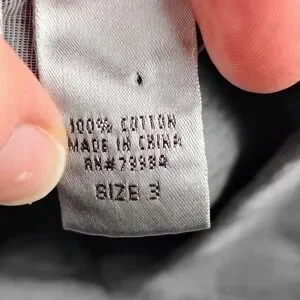 100% COTTON
MADE IN CHINA
RN#79984
SIZE 3